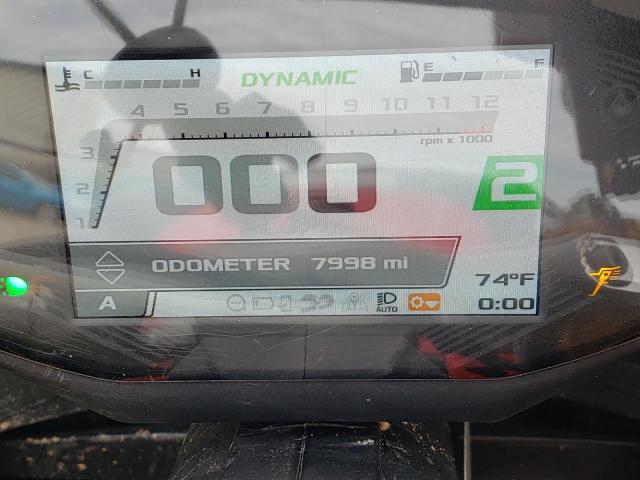 C H DYNAMIC E F
4 5 6 7 8 9 10 11 12
rpm x 1000
3
2
1
000 2
ODOMETER 7998 mi
74°F
A AUTO 0:00